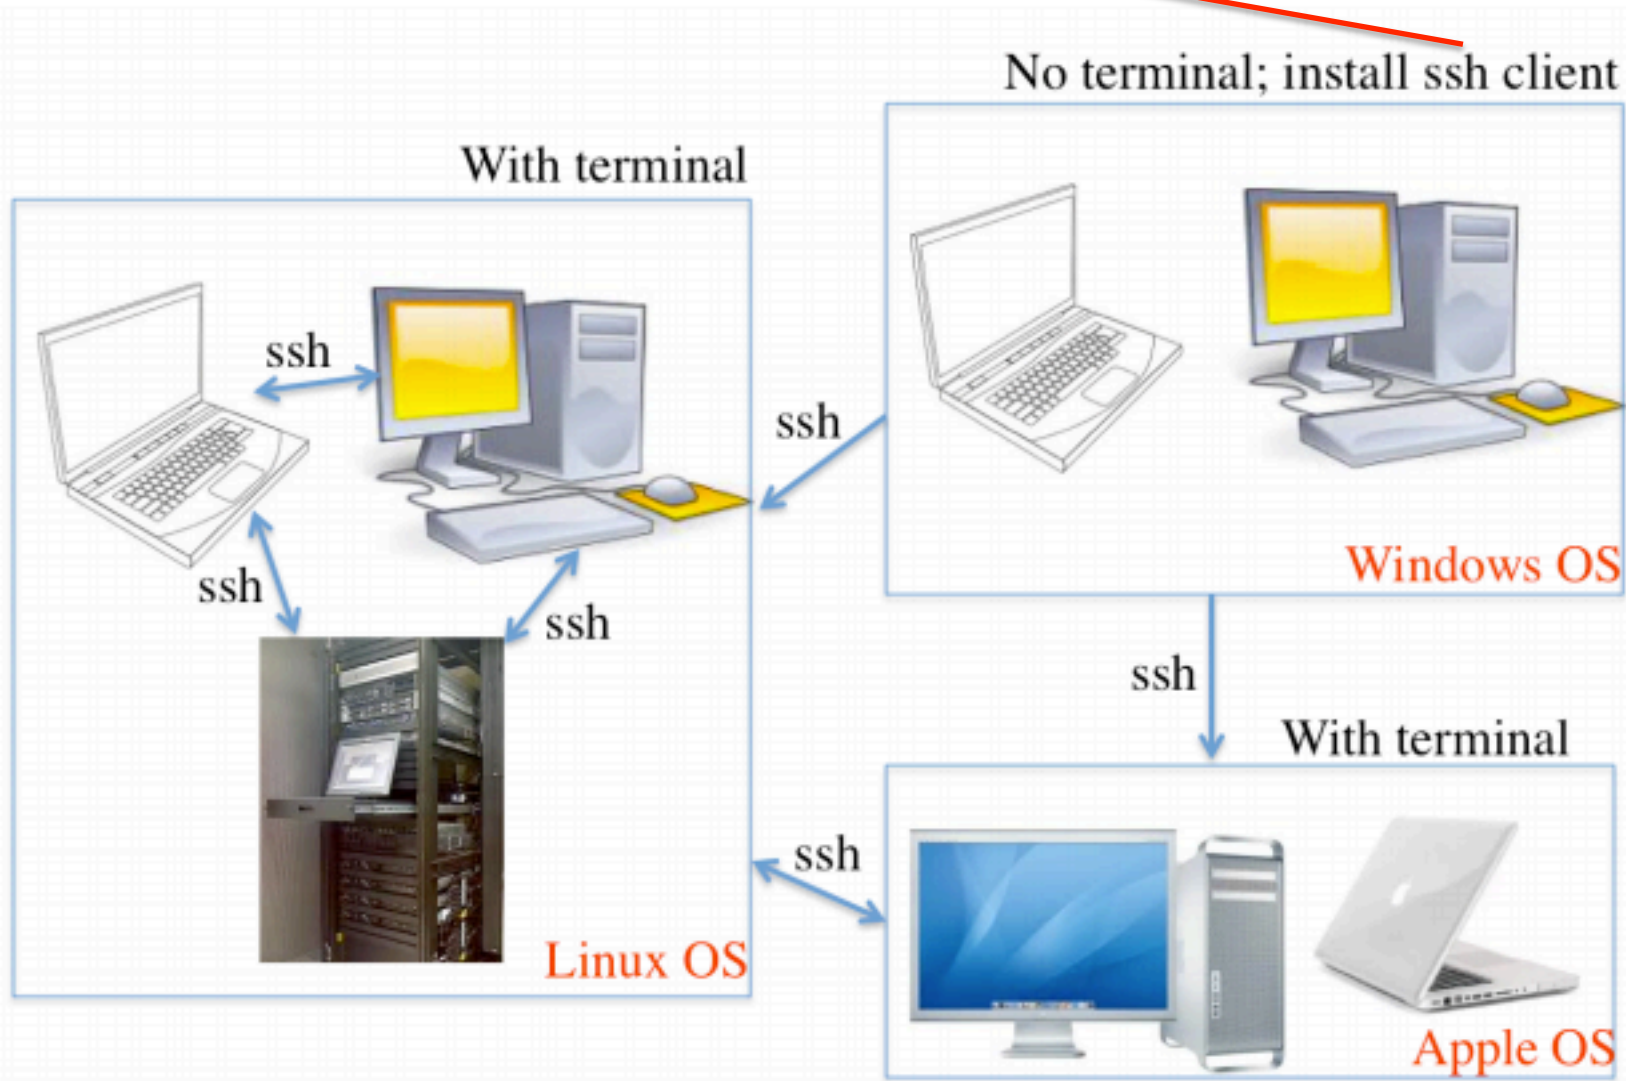 No terminal; install ssh client
With terminal
ssh
ssh
Windows OS
ssh
ssh
ssh
With terminal
ssh
Linux OS
Apple OS